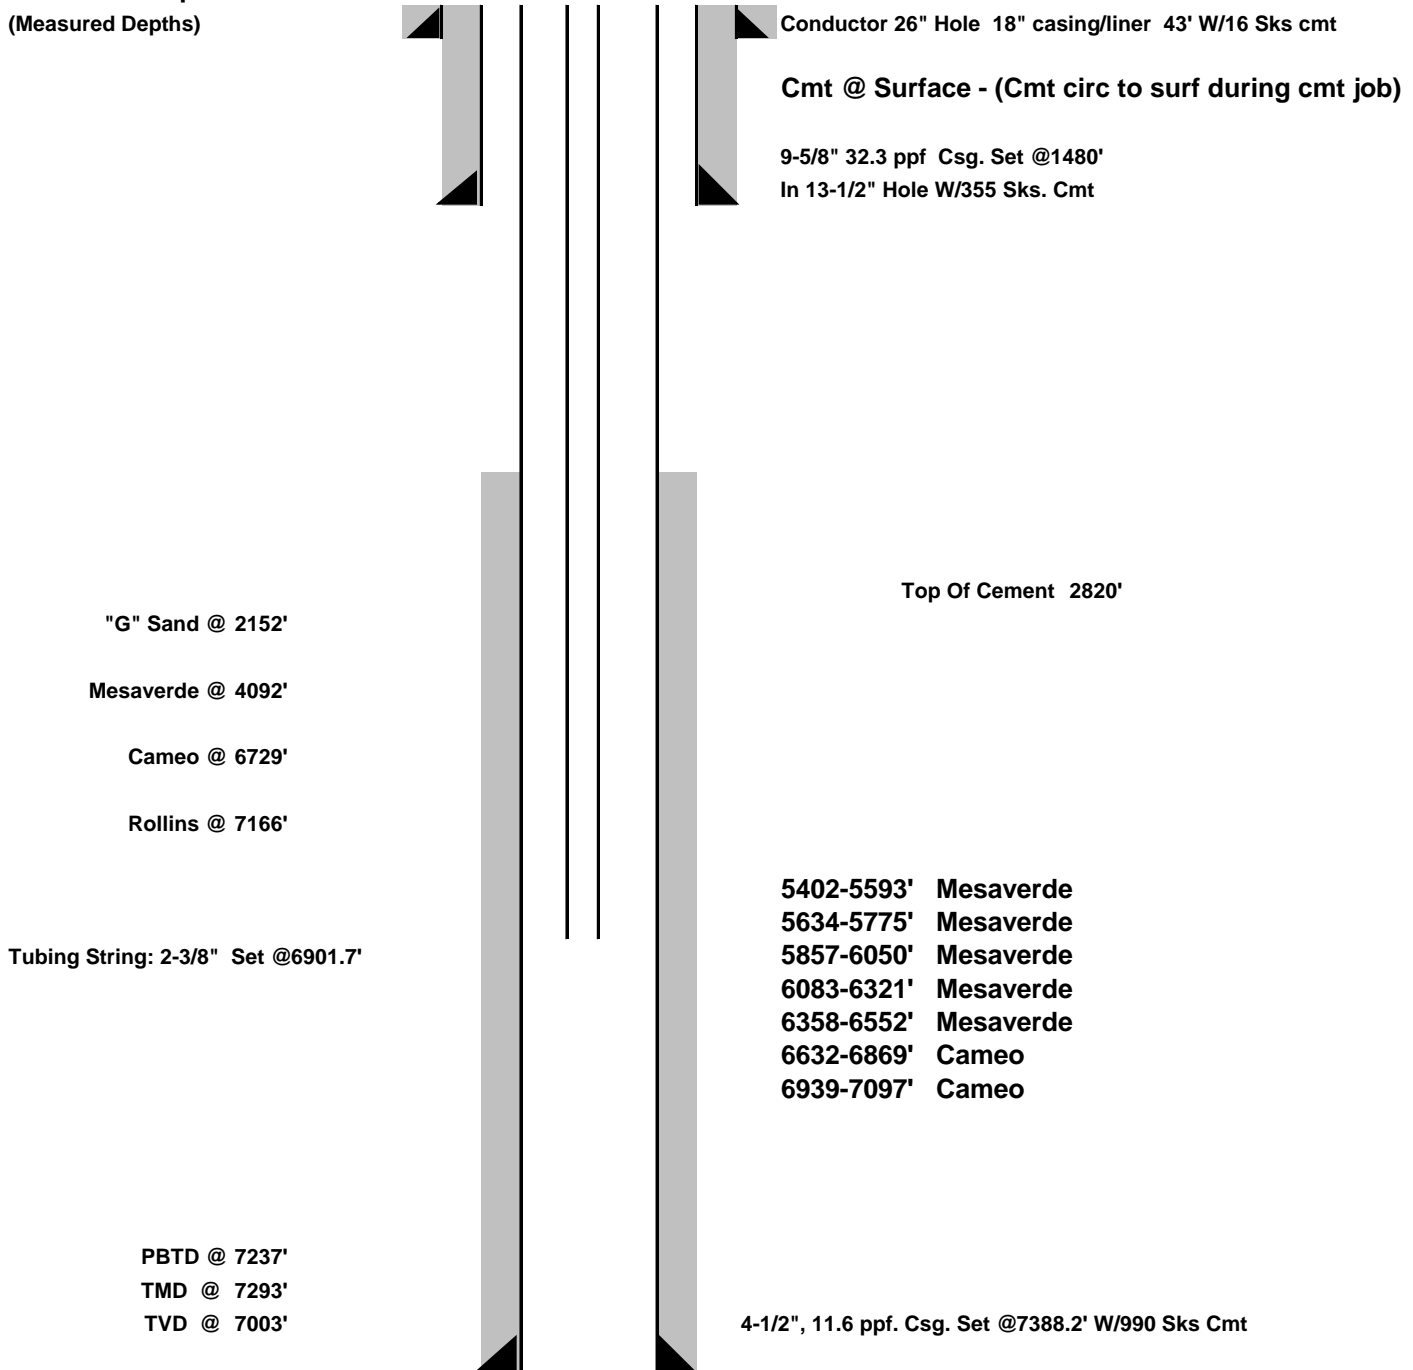 (Measured Depths)
Conductor 26" Hole 18" casing/liner 43' W/16 Sks cmt
Cmt @ Surface - (Cmt circ to surf during cmt job)
9-5/8" 32.3 ppf Csg. Set @1480'
In 13-1/2" Hole W/355 Sks. Cmt
Top Of Cement 2820'
"G" Sand @ 2152'
Mesaverde @ 4092'
Cameo @ 6729'
Rollins @ 7166'
5402-5593' Mesaverde
5634-5775' Mesaverde
5857-6050' Mesaverde
6083-6321' Mesaverde
6358-6552' Mesaverde
6632-6869' Cameo
6939-7097' Cameo
Tubing String: 2-3/8" Set @6901.7'
PBTD @ 7237'
TMD @ 7293'
TVD @ 7003'
4-1/2", 11.6 ppf. Csg. Set @7388.2' W/990 Sks Cmt